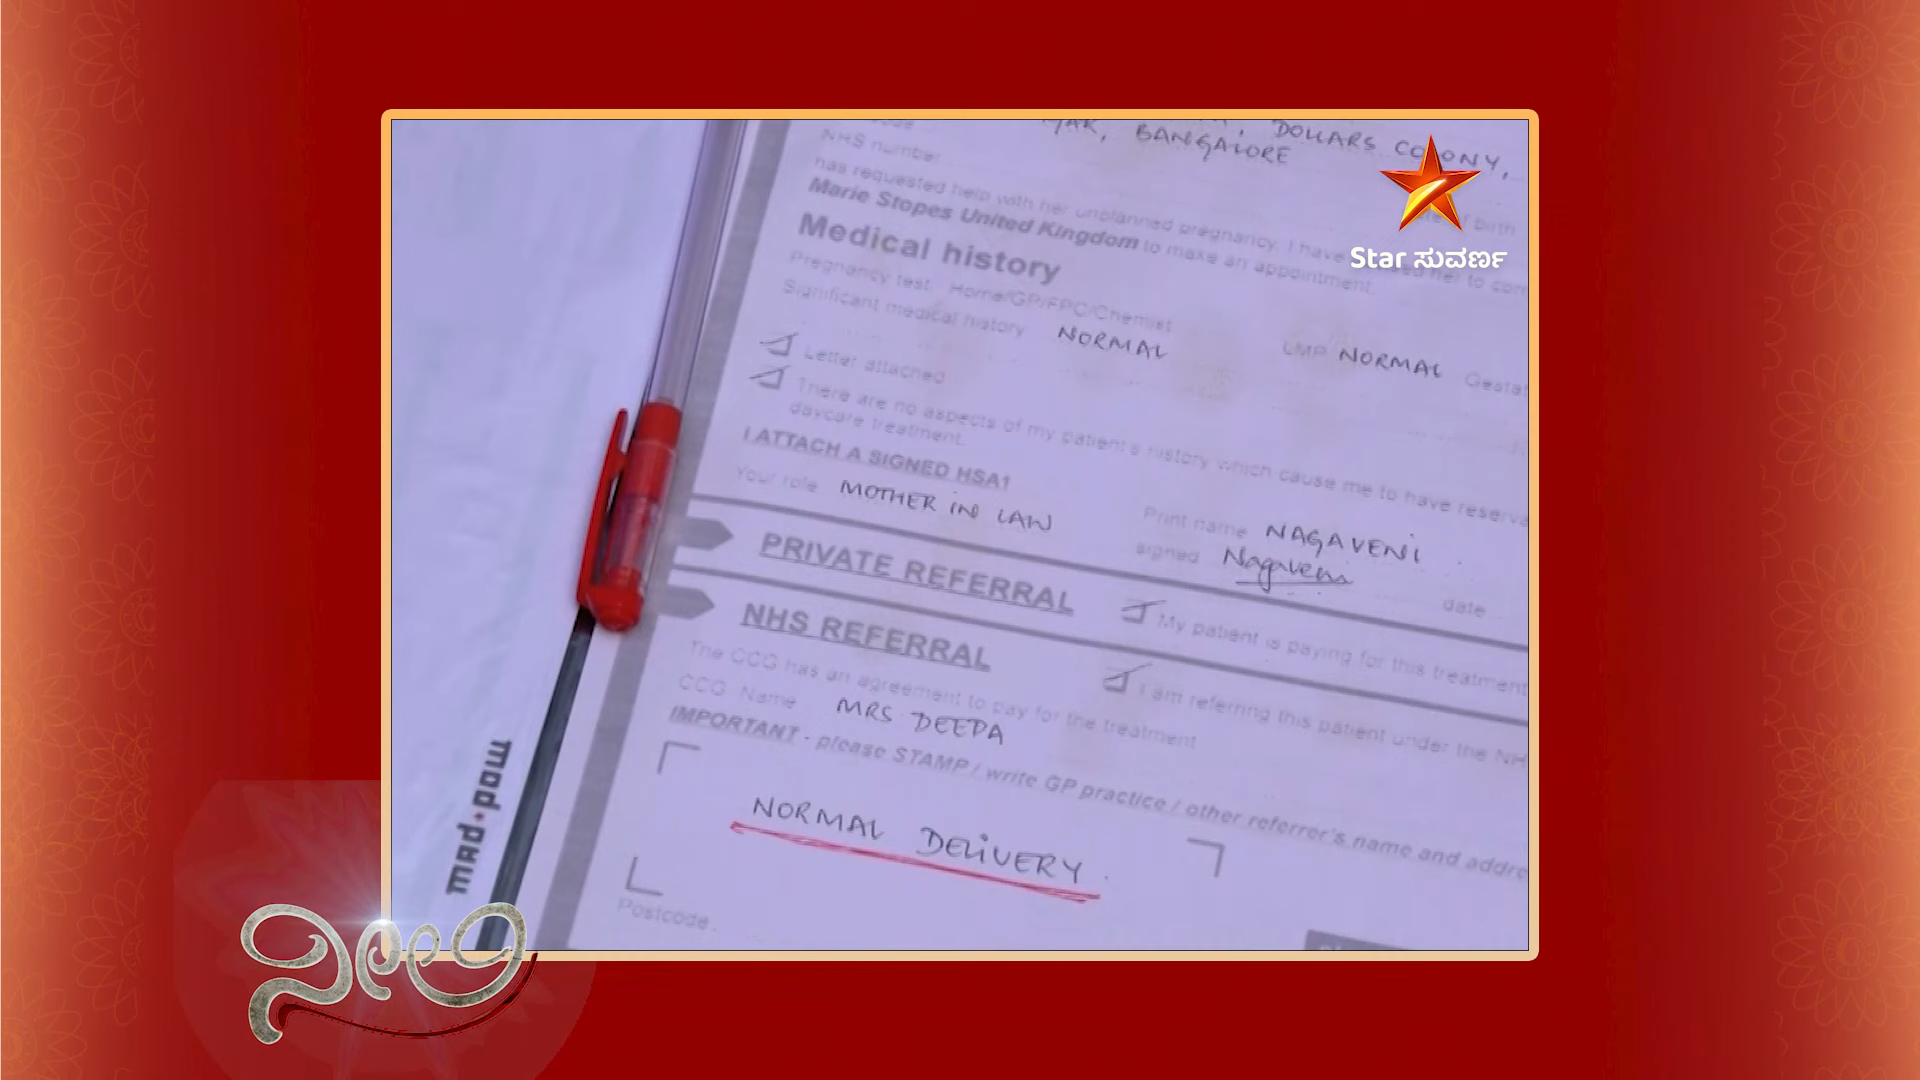 BANGALORE, DOLLARS COLONY,
NHS number
has requested help with her unplanned pregnancy. I have
Marie Stopes United Kingdom to make an appointment.
Medical history
Pregnancy test: Home/GP/FPC/Chemist
Significant medical history NORMAL LMP NORMAL
Letter attached
There are no aspects of my patient's history which cause me to have
daycare treatment.
I ATTACH A SIGNED HSA1
Your role MOTHER IN LAW Print name NAGAVENI
signed Nagaveni date
PRIVATE REFERRAL My patient is paying for this treatment
NHS REFERRAL I am referring this patient under the NH
The CCG has an agreement to pay for the treatment
CCG Name MRS DEEPA
IMPORTANT - please STAMP / write GP practice / other referrer's name and addre
NORMAL DELIVERY.
Postcode
mad•pow
Star ಸುವರ್ಣ
ನೀಲಿ